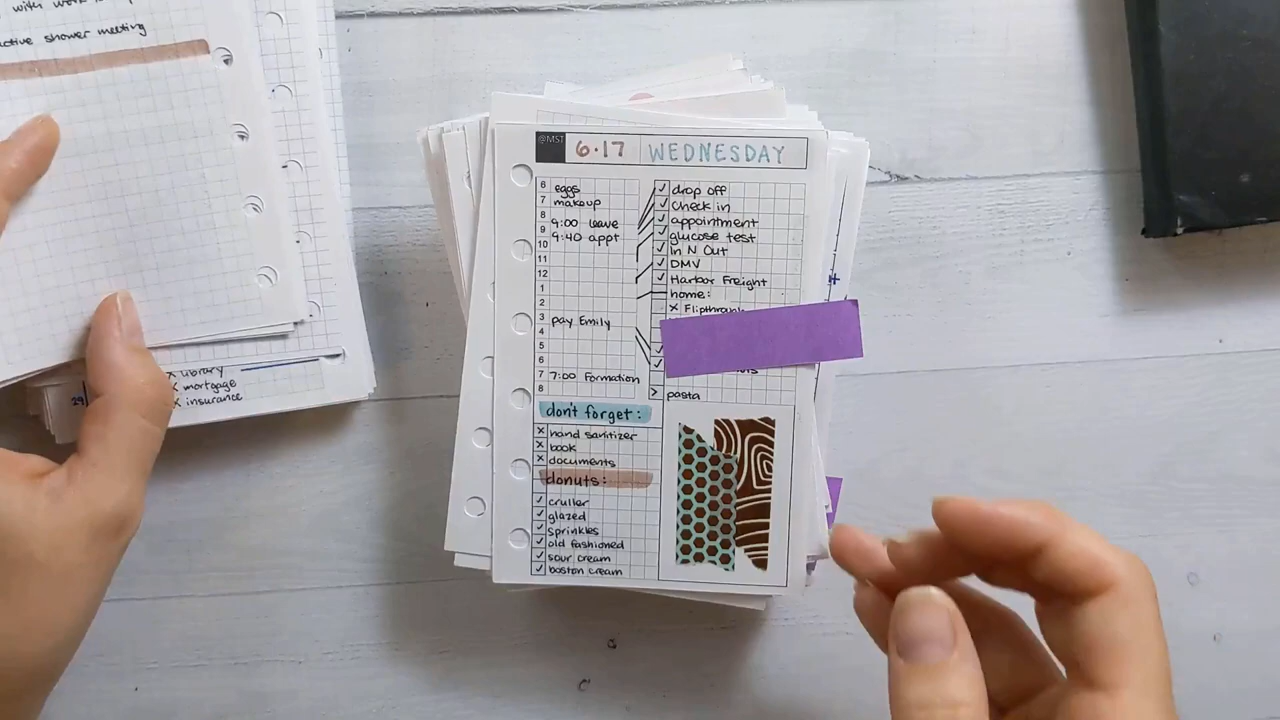 with work
active shower meeting
library
mortgage
29
insurance
@MST 6.17 WEDNESDAY
6 eggs
7 makeup
8
9 9:00 leave
10 9:40 appt
11
12
1
2
3 pay Emily
4
5
6
7 7:00 Formation
8
drop off
check in
appointment
glucose test
In N Out
DMV
Harbor Freight
home:
pasta
don't forget:
hand sanitizer
book
documents
donuts:
cruller
glazed
sprinkles
old fashioned
sour cream
boston cream